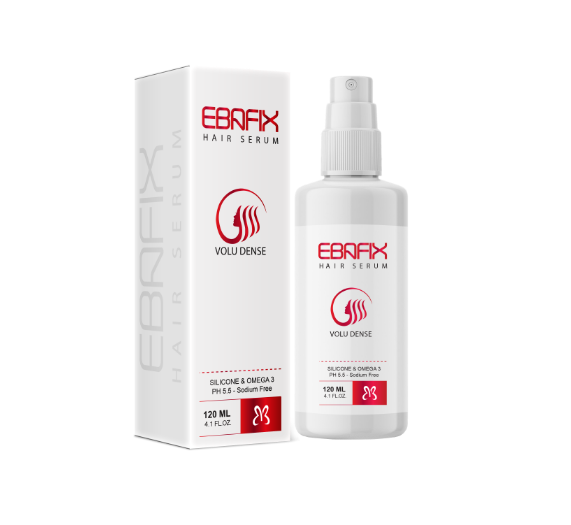 EBAFIX
HAIR SERUM
EBAFIX
HAIR SERUM
VOLU DENSE
SILICONE & OMEGA 3
PH 5.5 - Sodium Free
120 ML
4.1 FL.OZ.
EBAFIX
HAIR SERUM
VOLU DENSE
SILICONE & OMEGA 3
PH 5.5 - Sodium Free
120 ML
4.1 FL.OZ.